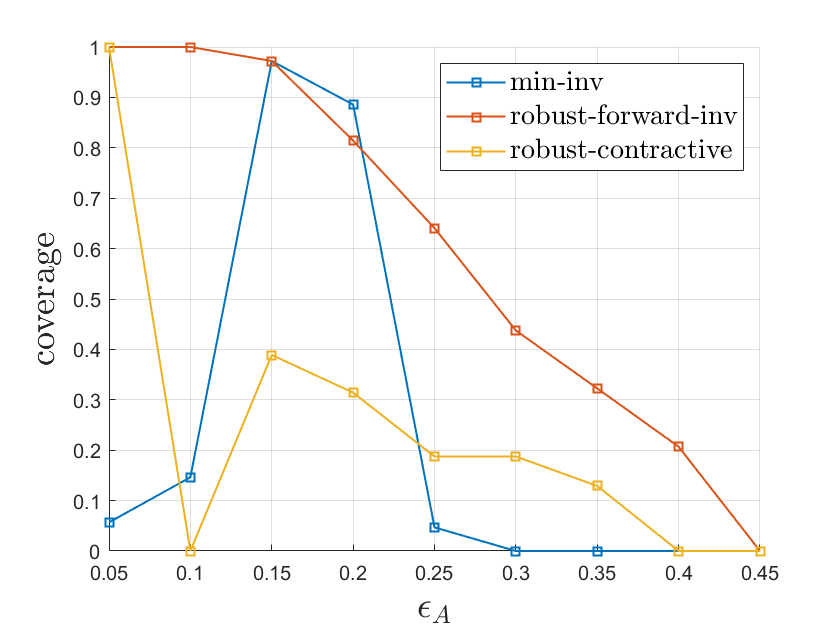 1
0.9
0.8
0.7
0.6
0.5
0.4
0.3
0.2
0.1
0
coverage
min-inv
robust-forward-inv
robust-contractive
0.05 0.1 0.15 0.2 0.25 0.3 0.35 0.4 0.45
ϵ_A